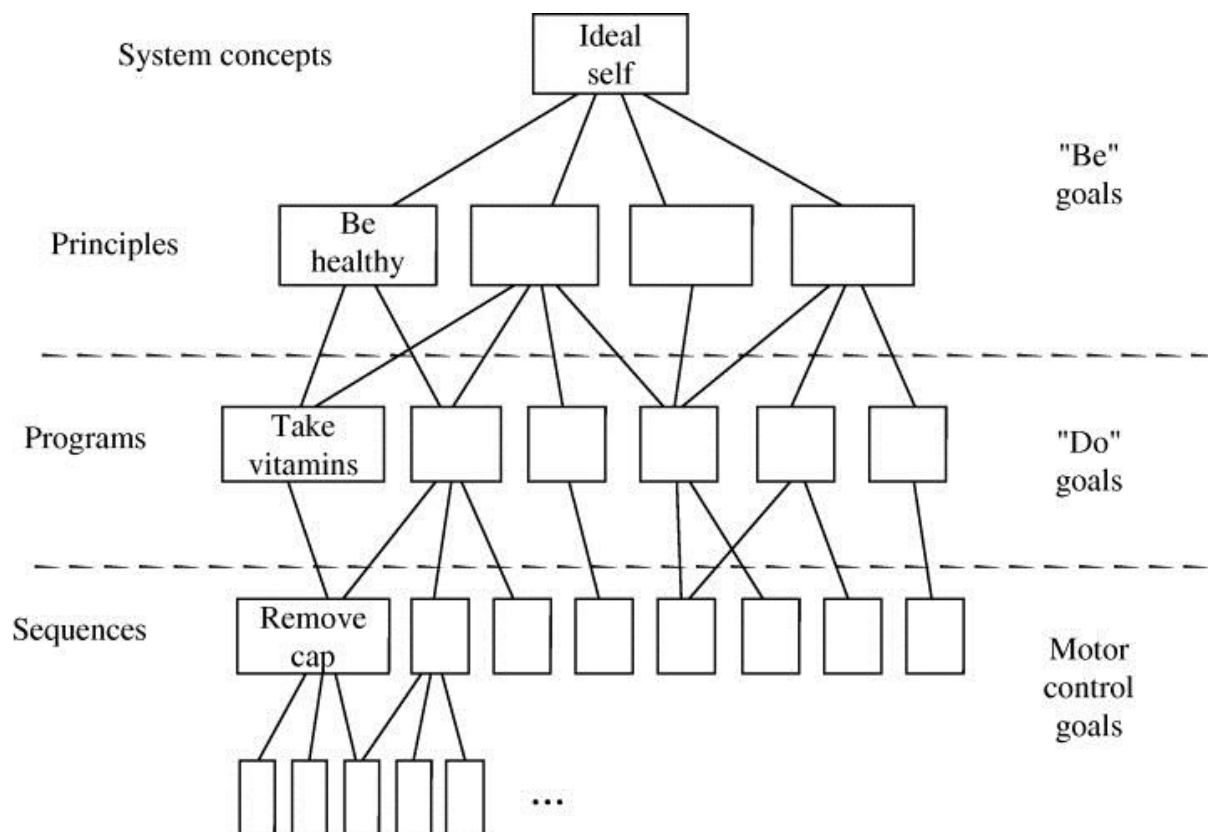 System concepts
Ideal
self
"Be"
goals
Principles
Be
healthy
Programs
Take
vitamins
"Do"
goals
Sequences
Remove
cap
Motor
control
goals
...